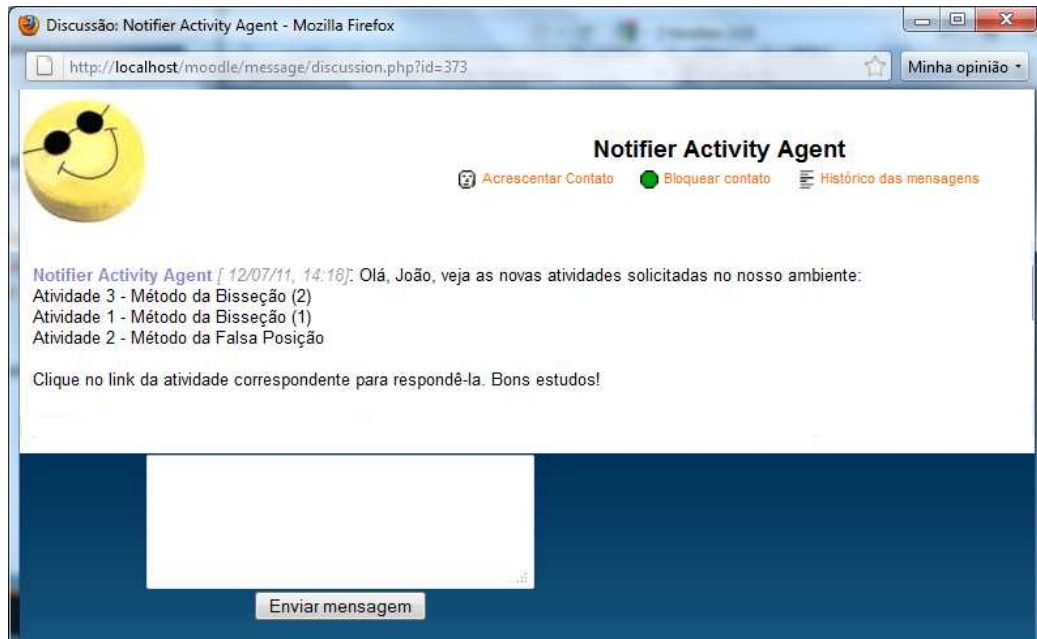 Discussão: Notifier Activity Agent - Mozilla Firefox
http://localhost/moodle/message/discussion.php?id=373
Minha opinião
Notifier Activity Agent
Acrescentar Contato Bloquear contato Histórico das mensagens
Notifier Activity Agent [ 12/07/11, 14:18]: Olá, João, veja as novas atividades solicitadas no nosso ambiente:
Atividade 3 - Método da Bisseção (2)
Atividade 1 - Método da Bisseção (1)
Atividade 2 - Método da Falsa Posição
Clique no link da atividade correspondente para respondê-la. Bons estudos!
Enviar mensagem